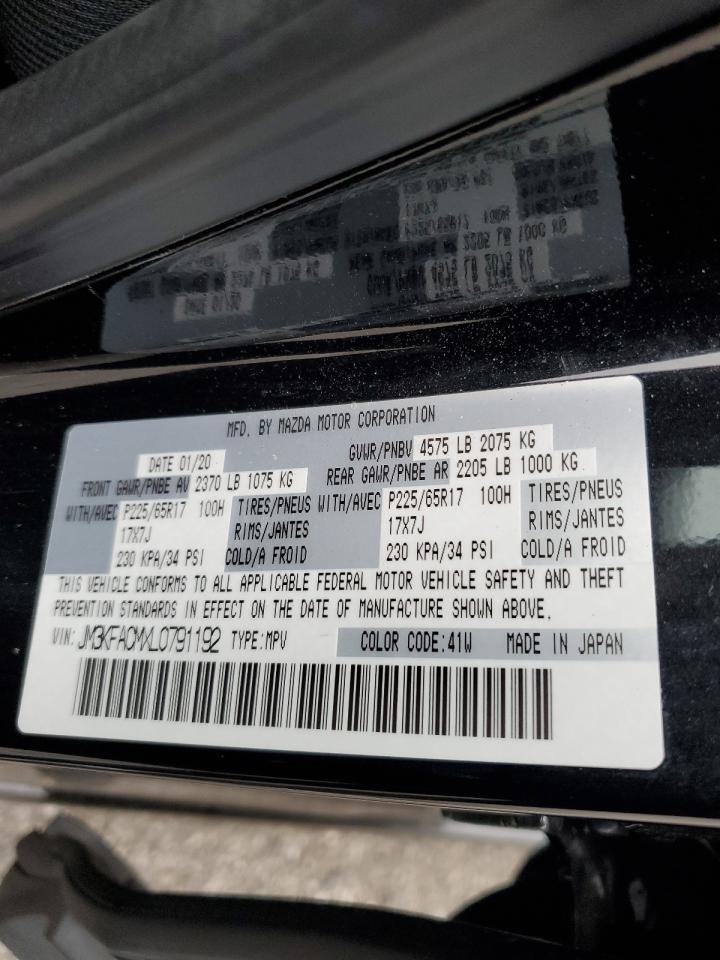 MFD. BY MAZDA MOTOR CORPORATION
DATE 01/20 GVWR/PNBV 4575 LB 2075 KG
FRONT GAWR/PNBE AV 2370 LB 1075 KG REAR GAWR/PNBE AR 2205 LB 1000 KG
WITH/AVEC P225/65R17 100H TIRES/PNEUS WITH/AVEC P225/65R17 100H TIRES/PNEUS
17X7J RIMS/JANTES 17X7J RIMS/JANTES
230 KPA/34 PSI COLD/A FROID 230 KPA/34 PSI COLD/A FROID
THIS VEHICLE CONFORMS TO ALL APPLICABLE FEDERAL MOTOR VEHICLE SAFETY AND THEFT
PREVENTION STANDARDS IN EFFECT ON THE DATE OF MANUFACTURE SHOWN ABOVE.
VIN: JM3KFACMXL0791192 TYPE:MPV COLOR CODE:41W MADE IN JAPAN